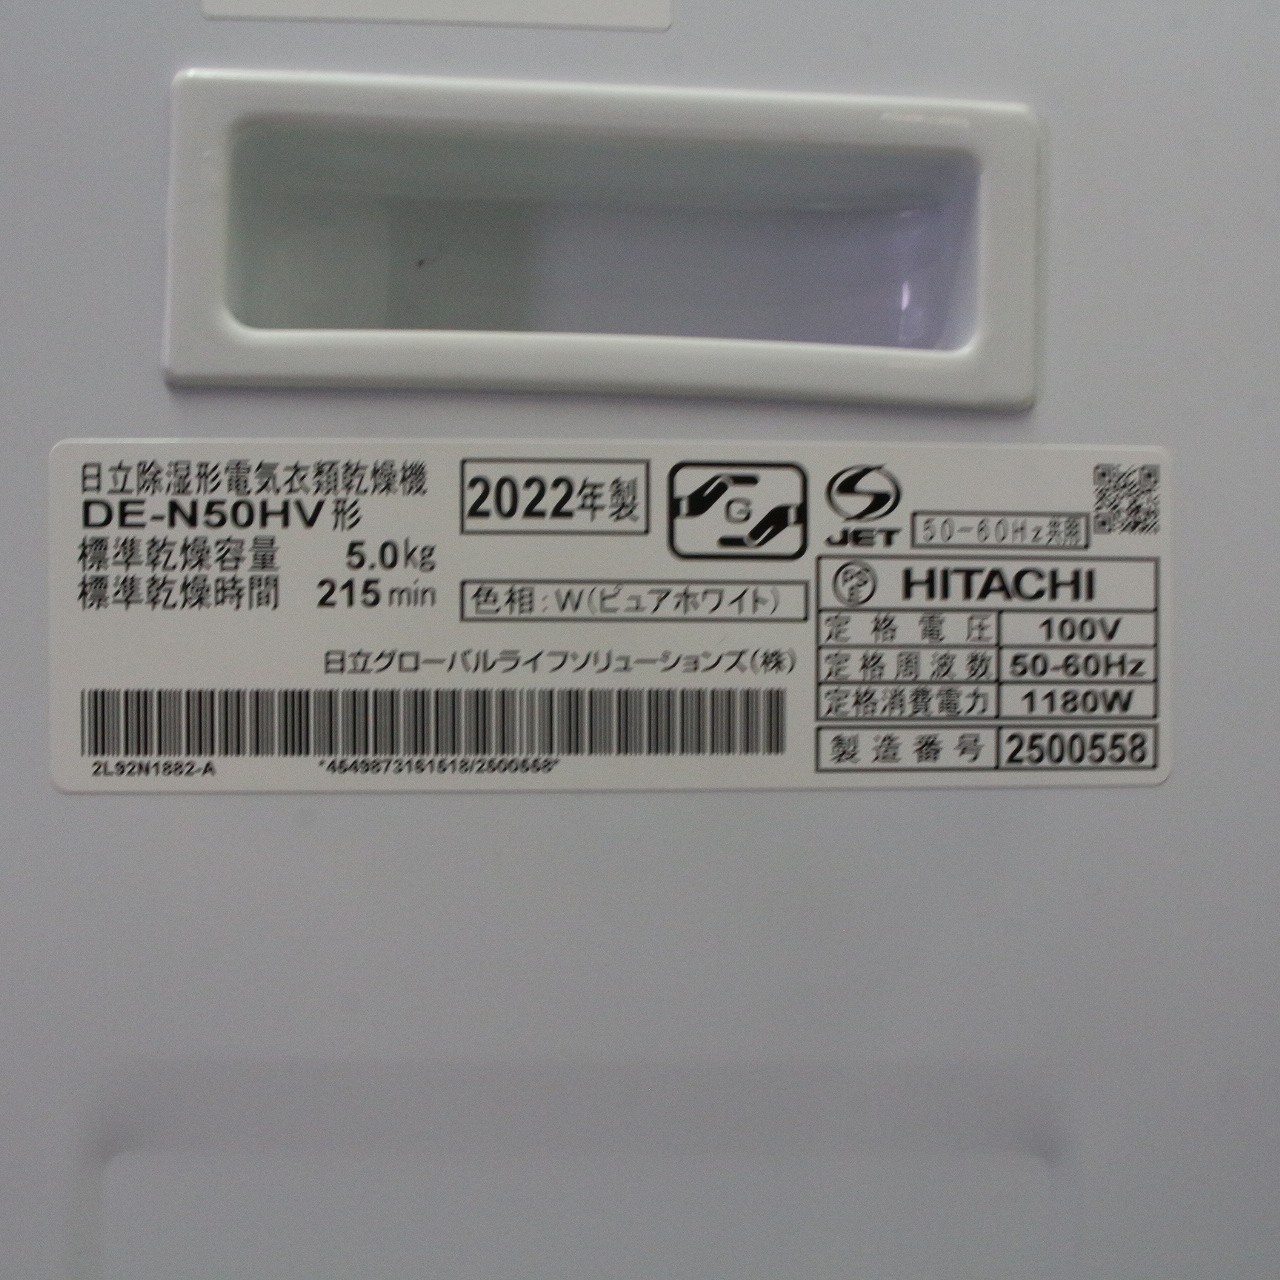 日立除湿形電気衣類乾燥機
DE-N50HV形
標準乾燥容量 5.0kg
標準乾燥時間 215min
2022年製
G
色相:W(ピュアホワイト)
S
JET
50-60Hz共用
PS
E
HITACHI
定格電圧 100V
定格周波数 50-60Hz
定格消費電力 1180W
製造番号 2500558
日立グローバルライフソリューションズ(株)
2L92N1882-A *4549873151518/2500558*